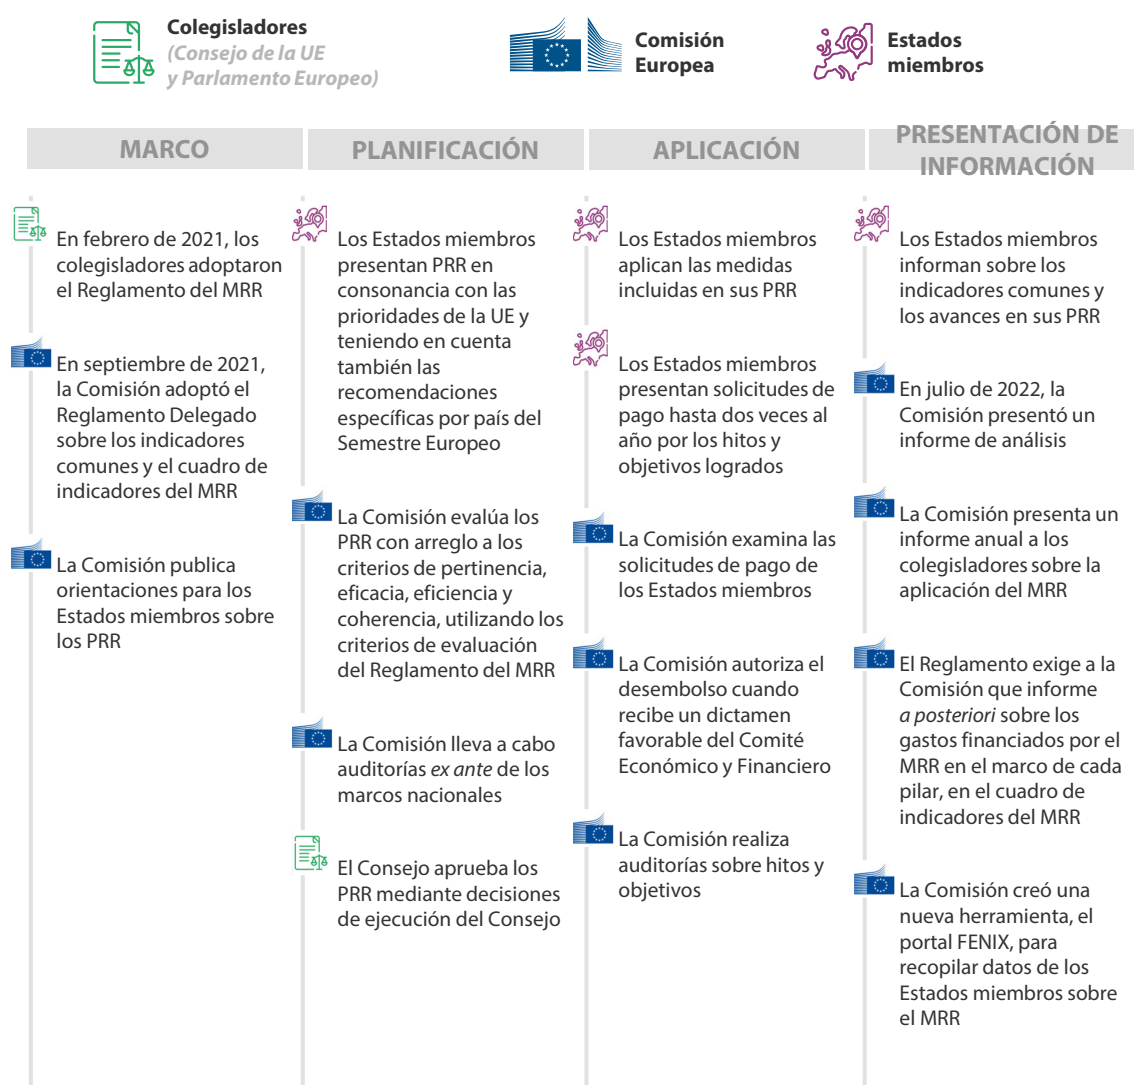 Colegisladores
(Consejo de la UE
y Parlamento Europeo)
Comisión
Europea
Estados
miembros
MARCO
PLANIFICACIÓN
APLICACIÓN
PRESENTACIÓN DE
INFORMACIÓN
En febrero de 2021, los
colegisladores adoptaron
el Reglamento del MRR
En septiembre de 2021,
la Comisión adoptó el
Reglamento Delegado
sobre los indicadores
comunes y el cuadro de
indicadores del MRR
La Comisión publica
orientaciones para los
Estados miembros sobre
los PRR
Los Estados miembros
presentan PRR en
consonancia con las
prioridades de la UE y
teniendo en cuenta
también las
recomendaciones
específicas por país del
Semestre Europeo
La Comisión evalúa los
PRR con arreglo a los
criterios de pertinencia,
eficacia, eficiencia y
coherencia, utilizando los
criterios de evaluación
del Reglamento del MRR
La Comisión lleva a cabo
auditorías ex ante de los
marcos nacionales
El Consejo aprueba los
PRR mediante decisiones
de ejecución del Consejo
Los Estados miembros
aplican las medidas
incluidas en sus PRR
Los Estados miembros
presentan solicitudes de
pago hasta dos veces al
año por los hitos y
objetivos logrados
La Comisión examina las
solicitudes de pago de
los Estados miembros
La Comisión autoriza el
desembolso cuando
recibe un dictamen
favorable del Comité
Económico y Financiero
La Comisión realiza
auditorías sobre hitos y
objetivos
Los Estados miembros
informan sobre los
indicadores comunes y
los avances en sus PRR
En julio de 2022, la
Comisión presentó un
informe de análisis
La Comisión presenta un
informe anual a los
colegisladores sobre la
aplicación del MRR
El Reglamento exige a la
Comisión que informe
a posteriori sobre los
gastos financiados por el
MRR en el marco de cada
pilar, en el cuadro de
indicadores del MRR
La Comisión creó una
nueva herramienta, el
portal FENIX, para
recopilar datos de los
Estados miembros sobre
el MRR